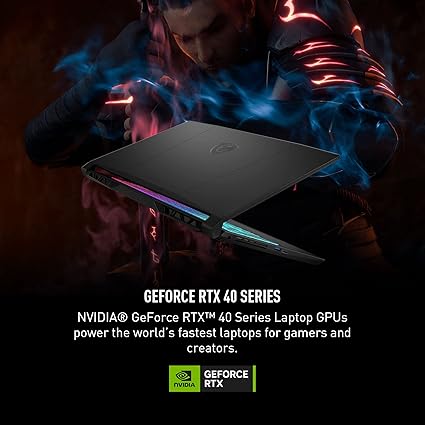 GEFORCE RTX 40 SERIES
NVIDIA® GeForce RTX™ 40 Series Laptop GPUs
power the world's fastest laptops for gamers and
creators.
NVIDIA
GEFORCE
RTX